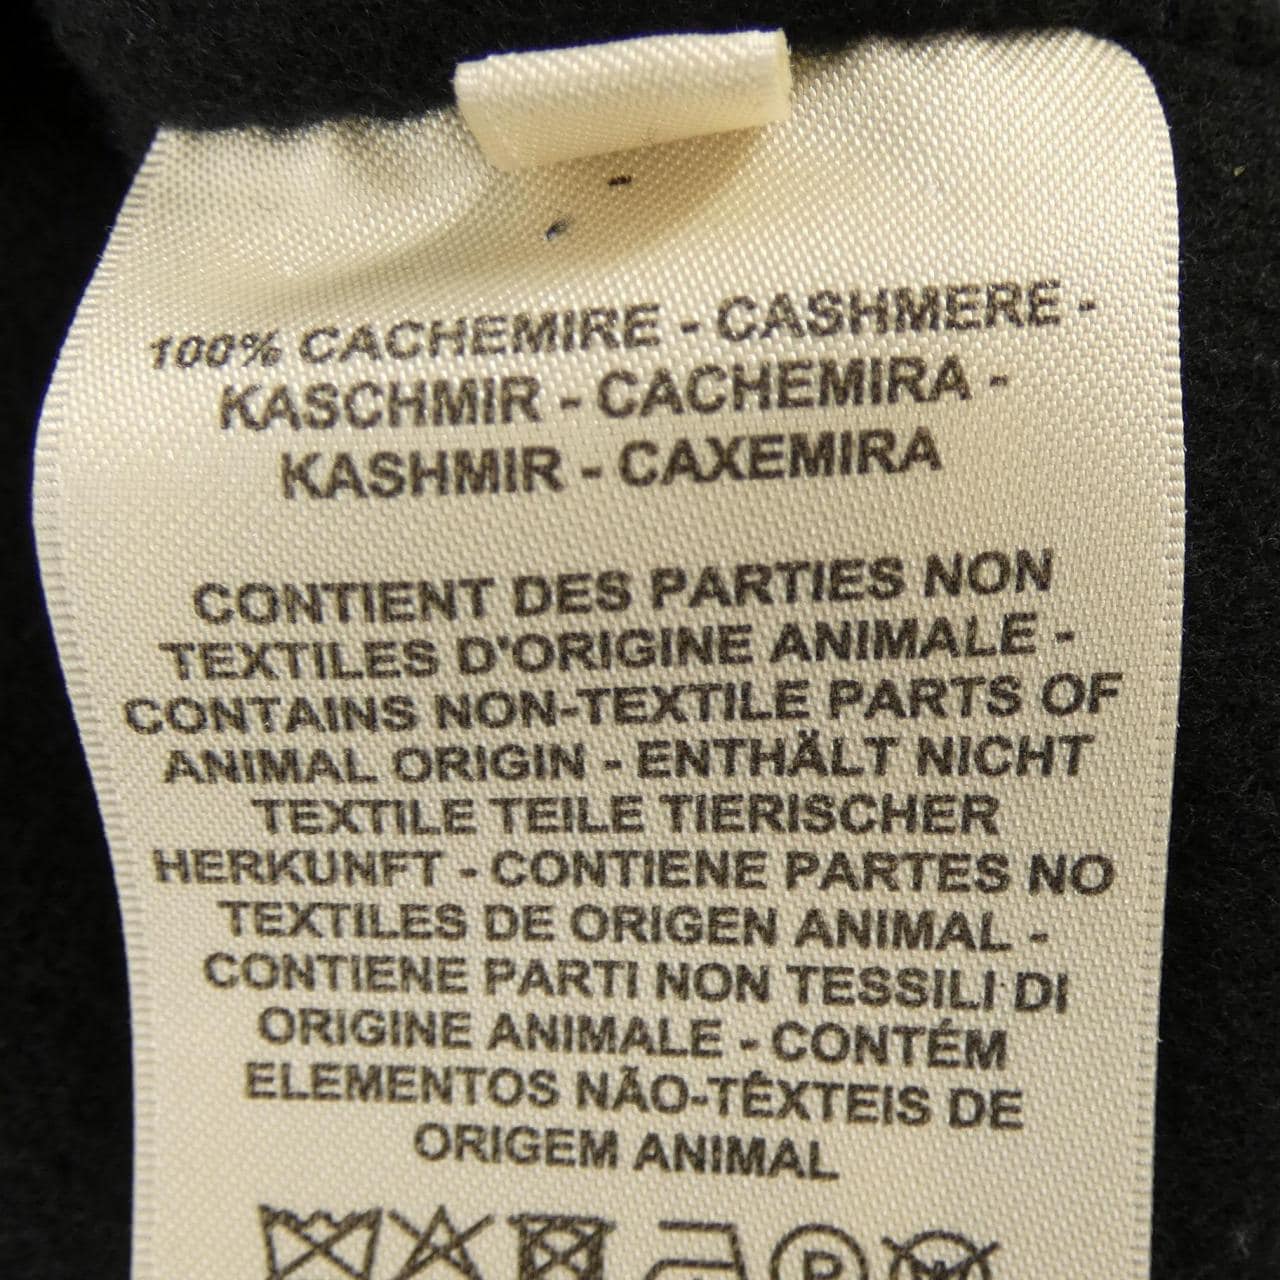 100% CACHEMIRE - CASHMERE -
KASCHMIR - CACHEMIRA -
KASHMIR - CAXEMIRA
CONTIENT DES PARTIES NON
TEXTILES D'ORIGINE ANIMALE -
CONTAINS NON-TEXTILE PARTS OF
ANIMAL ORIGIN - ENTHÄLT NICHT
TEXTILE TEILE TIERISCHER
HERKUNFT - CONTIENE PARTES NO
TEXTILES DE ORIGEN ANIMAL -
CONTIENE PARTI NON TESSILI DI
ORIGINE ANIMALE - CONTÉM
ELEMENTOS NÃO-TÊXTEIS DE
ORIGEM ANIMAL
P W